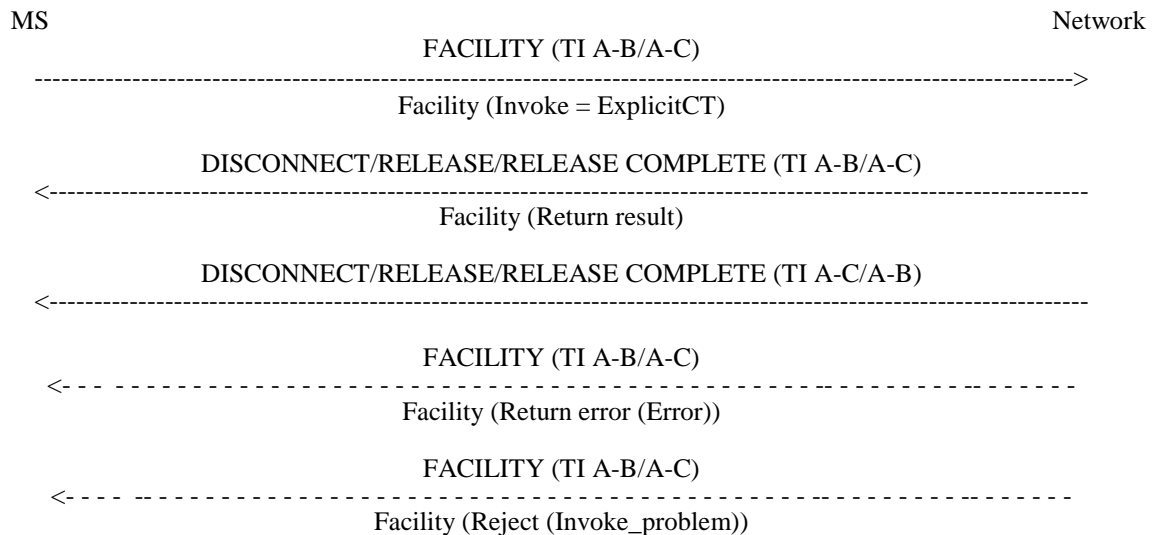 MS Network
FACILITY (TI A-B/A-C)
Facility (Invoke = ExplicitCT)
DISCONNECT/RELEASE/RELEASE COMPLETE (TI A-B/A-C)
Facility (Return result)
DISCONNECT/RELEASE/RELEASE COMPLETE (TI A-C/A-B)
FACILITY (TI A-B/A-C)
Facility (Return error (Error))
FACILITY (TI A-B/A-C)
Facility (Reject (Invoke_problem))